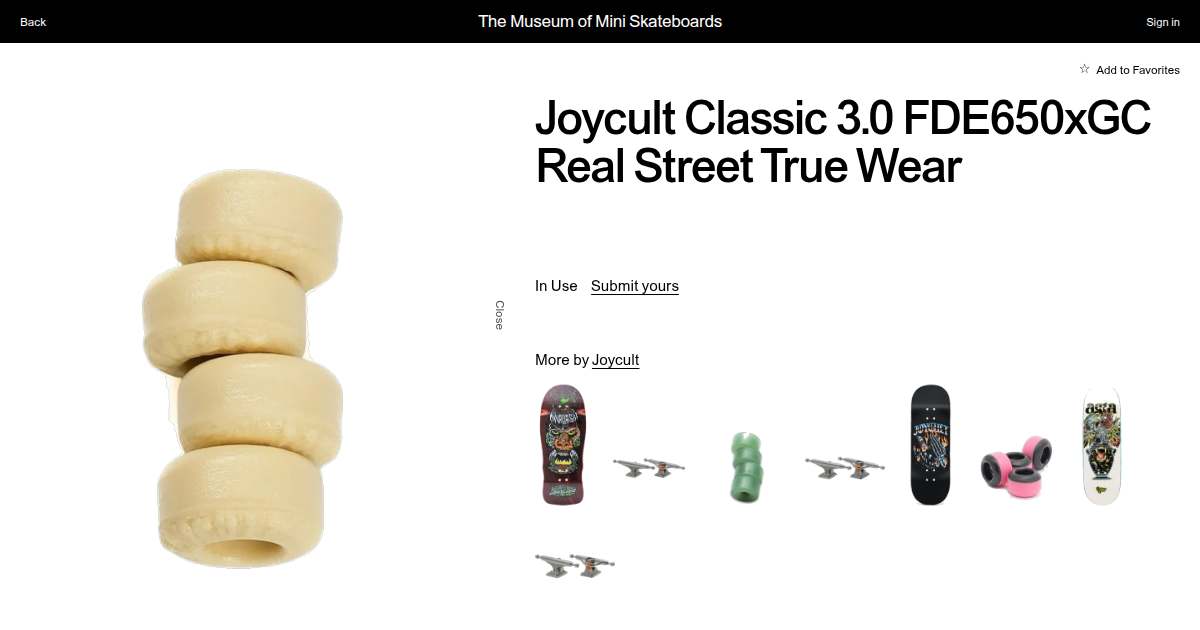 Back
The Museum of Mini Skateboards
Sign in
☆ Add to Favorites
Joycult Classic 3.0 FDE650xGC
Real Street True Wear
In Use Submit yours
Close
More by Joycult